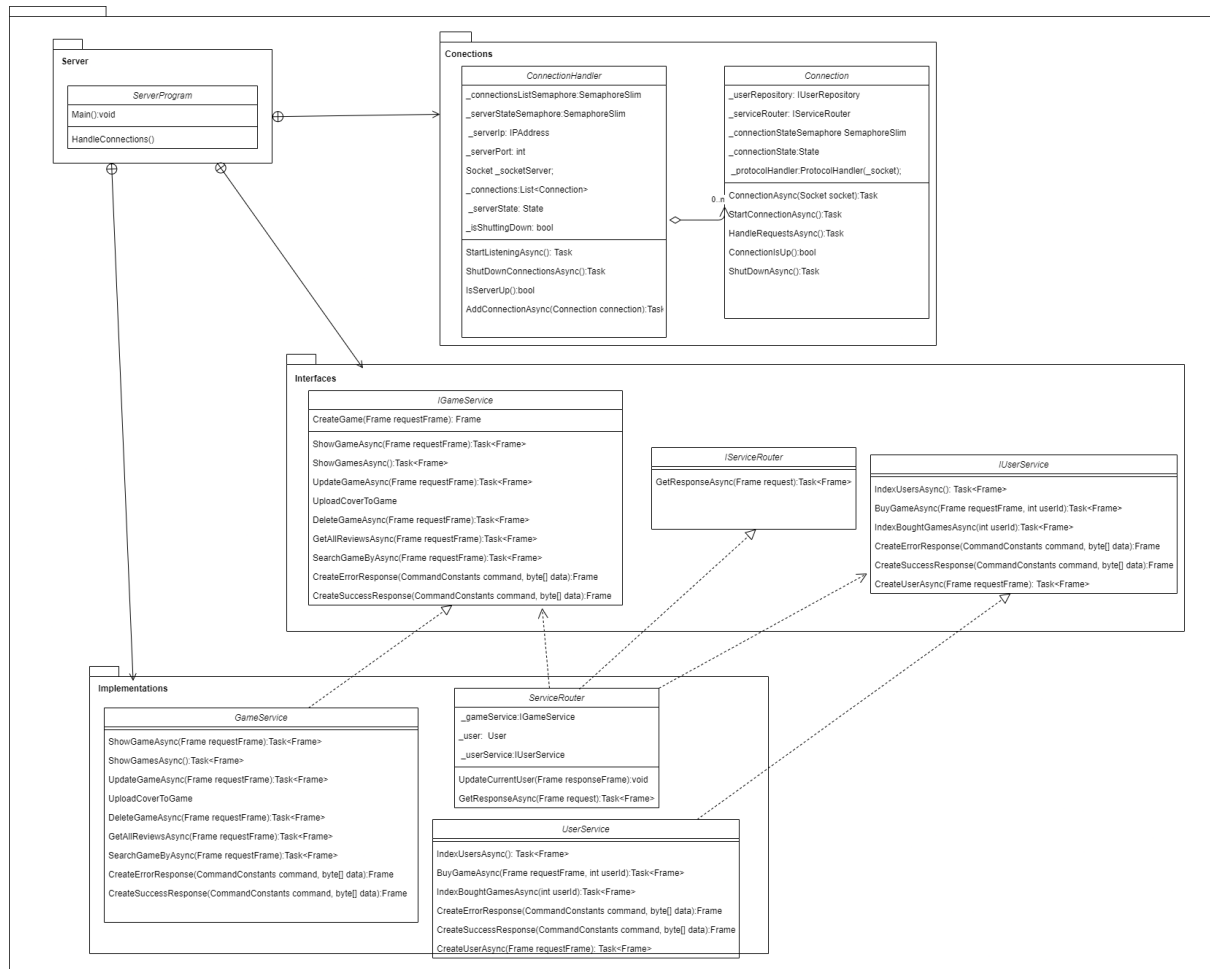 Server
ServerProgram
Main():void
HandleConnections()
Conections
ConnectionHandler
_connectionsListSemaphore:SemaphoreSlim
_serverStateSemaphore:SemaphoreSlim
_serverIp: IPAddress
_serverPort: int
Socket _socketServer;
_connections:List<Connection>
_serverState: State
_isShuttingDown: bool
StartListeningAsync(): Task
ShutDownConnectionsAsync():Task
IsServerUp():bool
AddConnectionAsync(Connection connection):Task
0..n
Connection
_userRepository: IUserRepository
_serviceRouter: IServiceRouter
_connectionStateSemaphore SemaphoreSlim
_connectionState:State
_protocolHandler:ProtocolHandler(_socket);
ConnectionAsync(Socket socket):Task
StartConnectionAsync():Task
HandleRequestsAsync():Task
ConnectionIsUp():bool
ShutDownAsync():Task
Interfaces
IGameService
CreateGame(Frame requestFrame): Frame
ShowGameAsync(Frame requestFrame):Task<Frame>
ShowGamesAsync():Task<Frame>
UpdateGameAsync(Frame requestFrame):Task<Frame>
UploadCoverToGame
DeleteGameAsync(Frame requestFrame):Task<Frame>
GetAllReviewsAsync(Frame requestFrame):Task<Frame>
SearchGameByAsync(Frame requestFrame):Task<Frame>
CreateErrorResponse(CommandConstants command, byte[] data):Frame
CreateSuccessResponse(CommandConstants command, byte[] data):Frame
IServiceRouter
GetResponseAsync(Frame request):Task<Frame>
IUserService
IndexUsersAsync(): Task<Frame>
BuyGameAsync(Frame requestFrame, int userId):Task<Frame>
IndexBoughtGamesAsync(int userId):Task<Frame>
CreateErrorResponse(CommandConstants command, byte[] data):Frame
CreateSuccessResponse(CommandConstants command, byte[] data):Frame
CreateUserAsync(Frame requestFrame): Task<Frame>
Implementations
GameService
ShowGameAsync(Frame requestFrame):Task<Frame>
ShowGamesAsync():Task<Frame>
UpdateGameAsync(Frame requestFrame):Task<Frame>
UploadCoverToGame
DeleteGameAsync(Frame requestFrame):Task<Frame>
GetAllReviewsAsync(Frame requestFrame):Task<Frame>
SearchGameByAsync(Frame requestFrame):Task<Frame>
CreateErrorResponse(CommandConstants command, byte[] data):Frame
CreateSuccessResponse(CommandConstants command, byte[] data):Frame
ServiceRouter
_gameService:IGameService
_user: User
_userService:IUserService
UpdateCurrentUser(Frame responseFrame):void
GetResponseAsync(Frame request):Task<Frame>
UserService
IndexUsersAsync(): Task<Frame>
BuyGameAsync(Frame requestFrame, int userId):Task<Frame>
IndexBoughtGamesAsync(int userId):Task<Frame>
CreateErrorResponse(CommandConstants command, byte[] data):Frame
CreateSuccessResponse(CommandConstants command, byte[] data):Frame
CreateUserAsync(Frame requestFrame): Task<Frame>